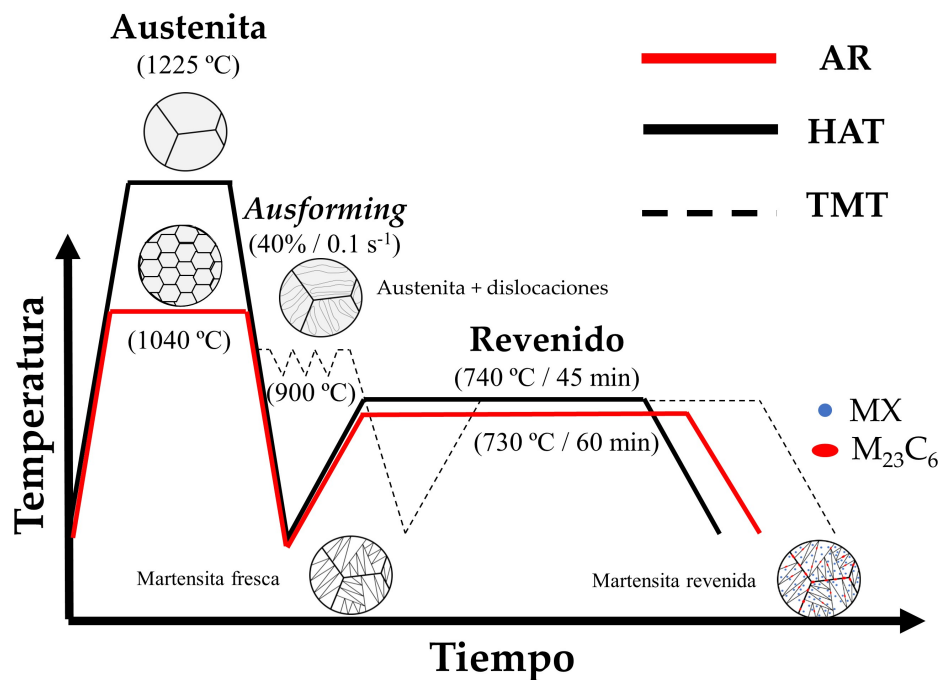 Austenita
(1225 ºC)
AR
HAT
TMT
Ausforming
(40% / 0.1 s⁻¹)
Austenita + dislocaciones
(1040 ºC)
Revenido
(740 ºC / 45 min)
(900 ºC)
(730 ºC / 60 min)
MX
M₂₃C₆
Martensita fresca
Martensita revenida
Temperatura
Tiempo